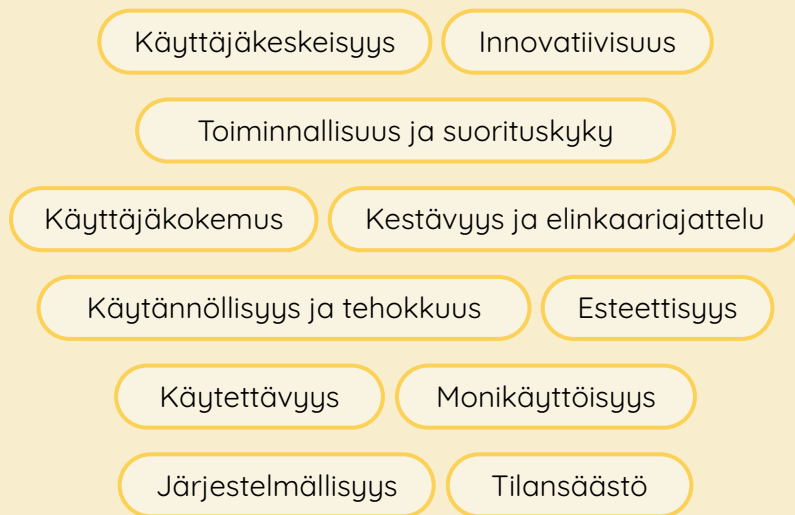 Käyttäjäkeskeisyys Innovatiivisuus
Toiminnallisuus ja suorituskyky
Käyttäjäkokemus Kestävyys ja elinkaariajattelu
Käytännöllisyys ja tehokkuus Esteettisyys
Käytettävyys Monikäyttöisyys
Järjestelmällisyys Tilansäästö